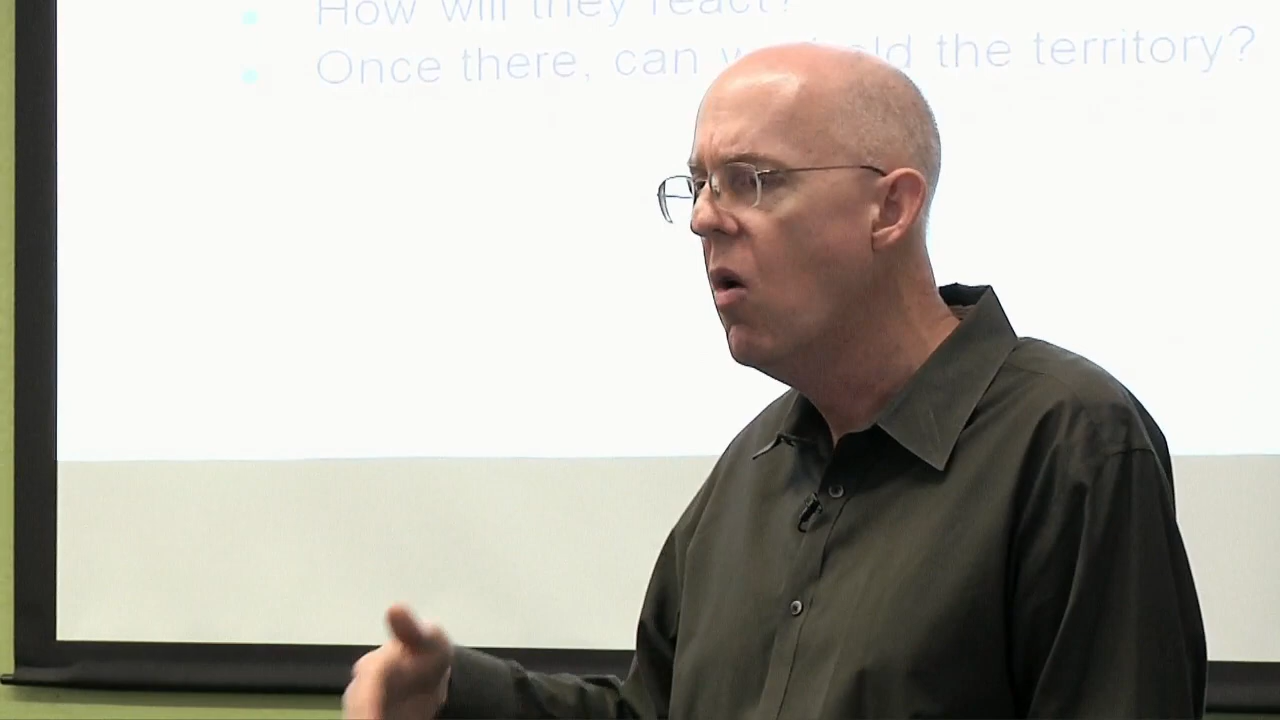 How will they react?
Once there, can the territory?